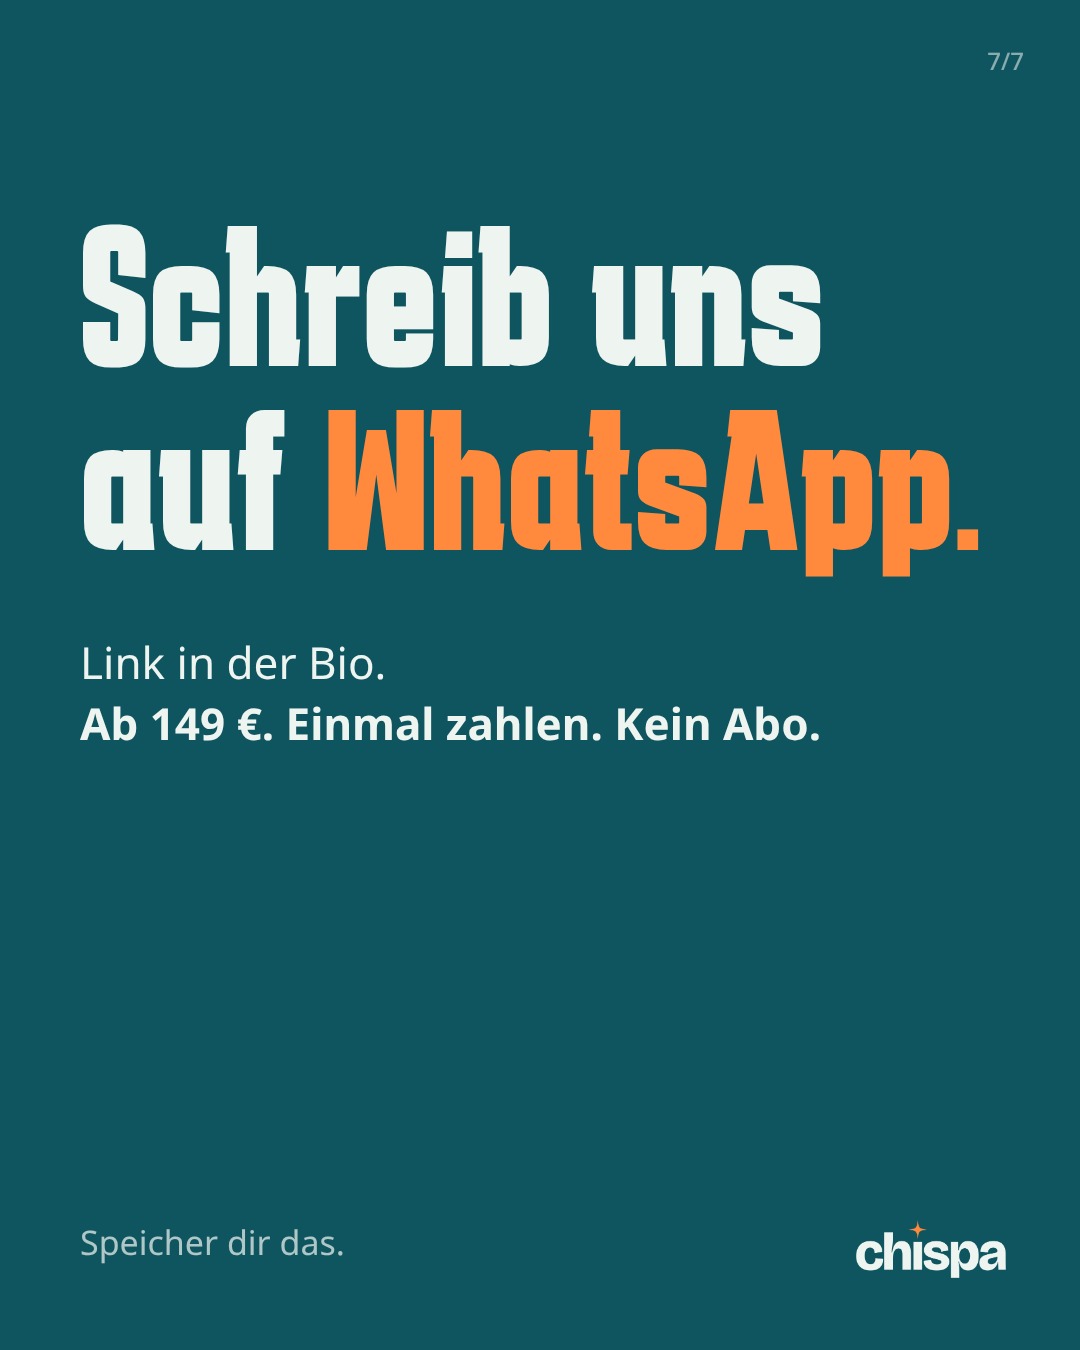 7/7
Schreib uns
auf WhatsApp.
Link in der Bio.
Ab 149 €. Einmal zahlen. Kein Abo.
Speicher dir das.
chispa